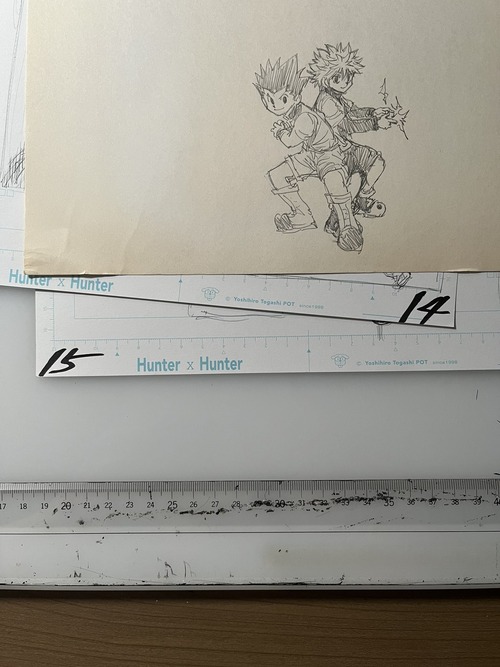 Hunter x Hunter
© Yoshihiro Togashi POT since1998
14
15
Hunter x Hunter
© Yoshihiro Togashi POT since1998
17 18 19 20 21 22 23 24 25 26 27 28 29 30 31 32 33 34 35 36 37 38 39